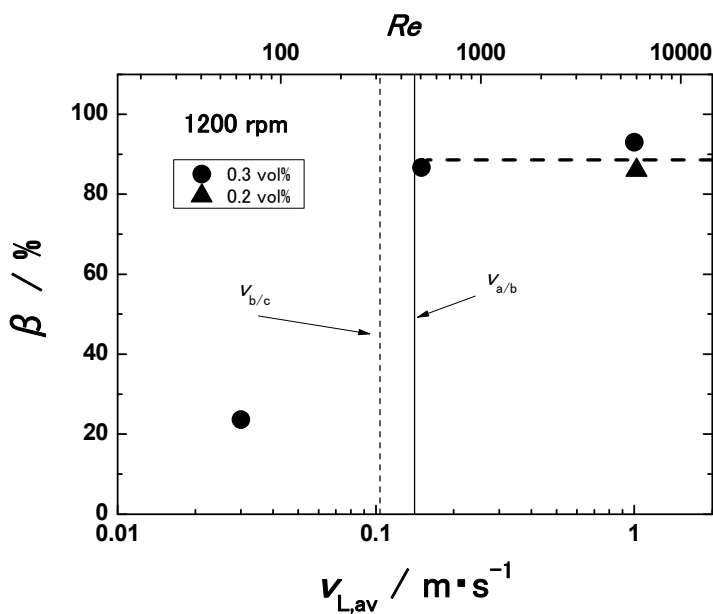 Re
100 1000 10000
1200 rpm
0.3 vol%
0.2 vol%
β / %
100
80
60
40
20
0
v_b/c
v_a/b
0.01 0.1 1
v_L,av / m·s⁻¹